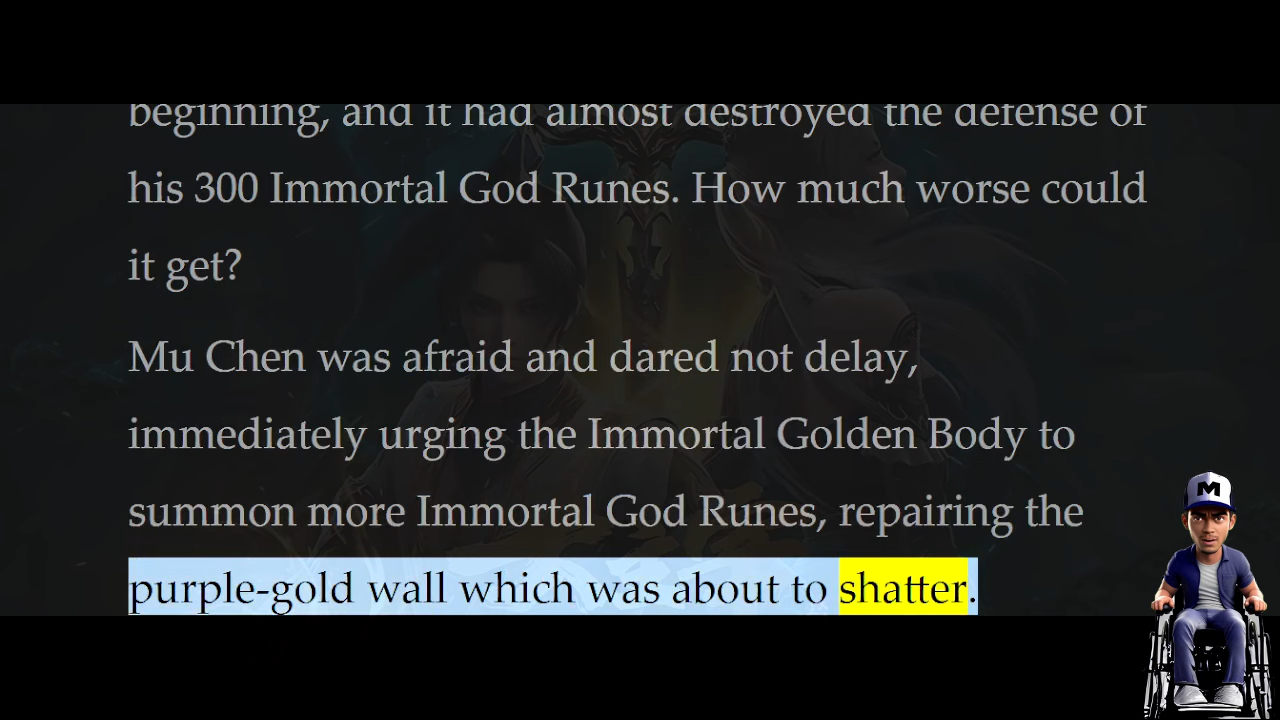 beginning, and it had almost destroyed the defense of
his 300 Immortal God Runes. How much worse could
it get?
Mu Chen was afraid and dared not delay,
immediately urging the Immortal Golden Body to
summon more Immortal God Runes, repairing the
purple-gold wall which was about to shatter.
M
M